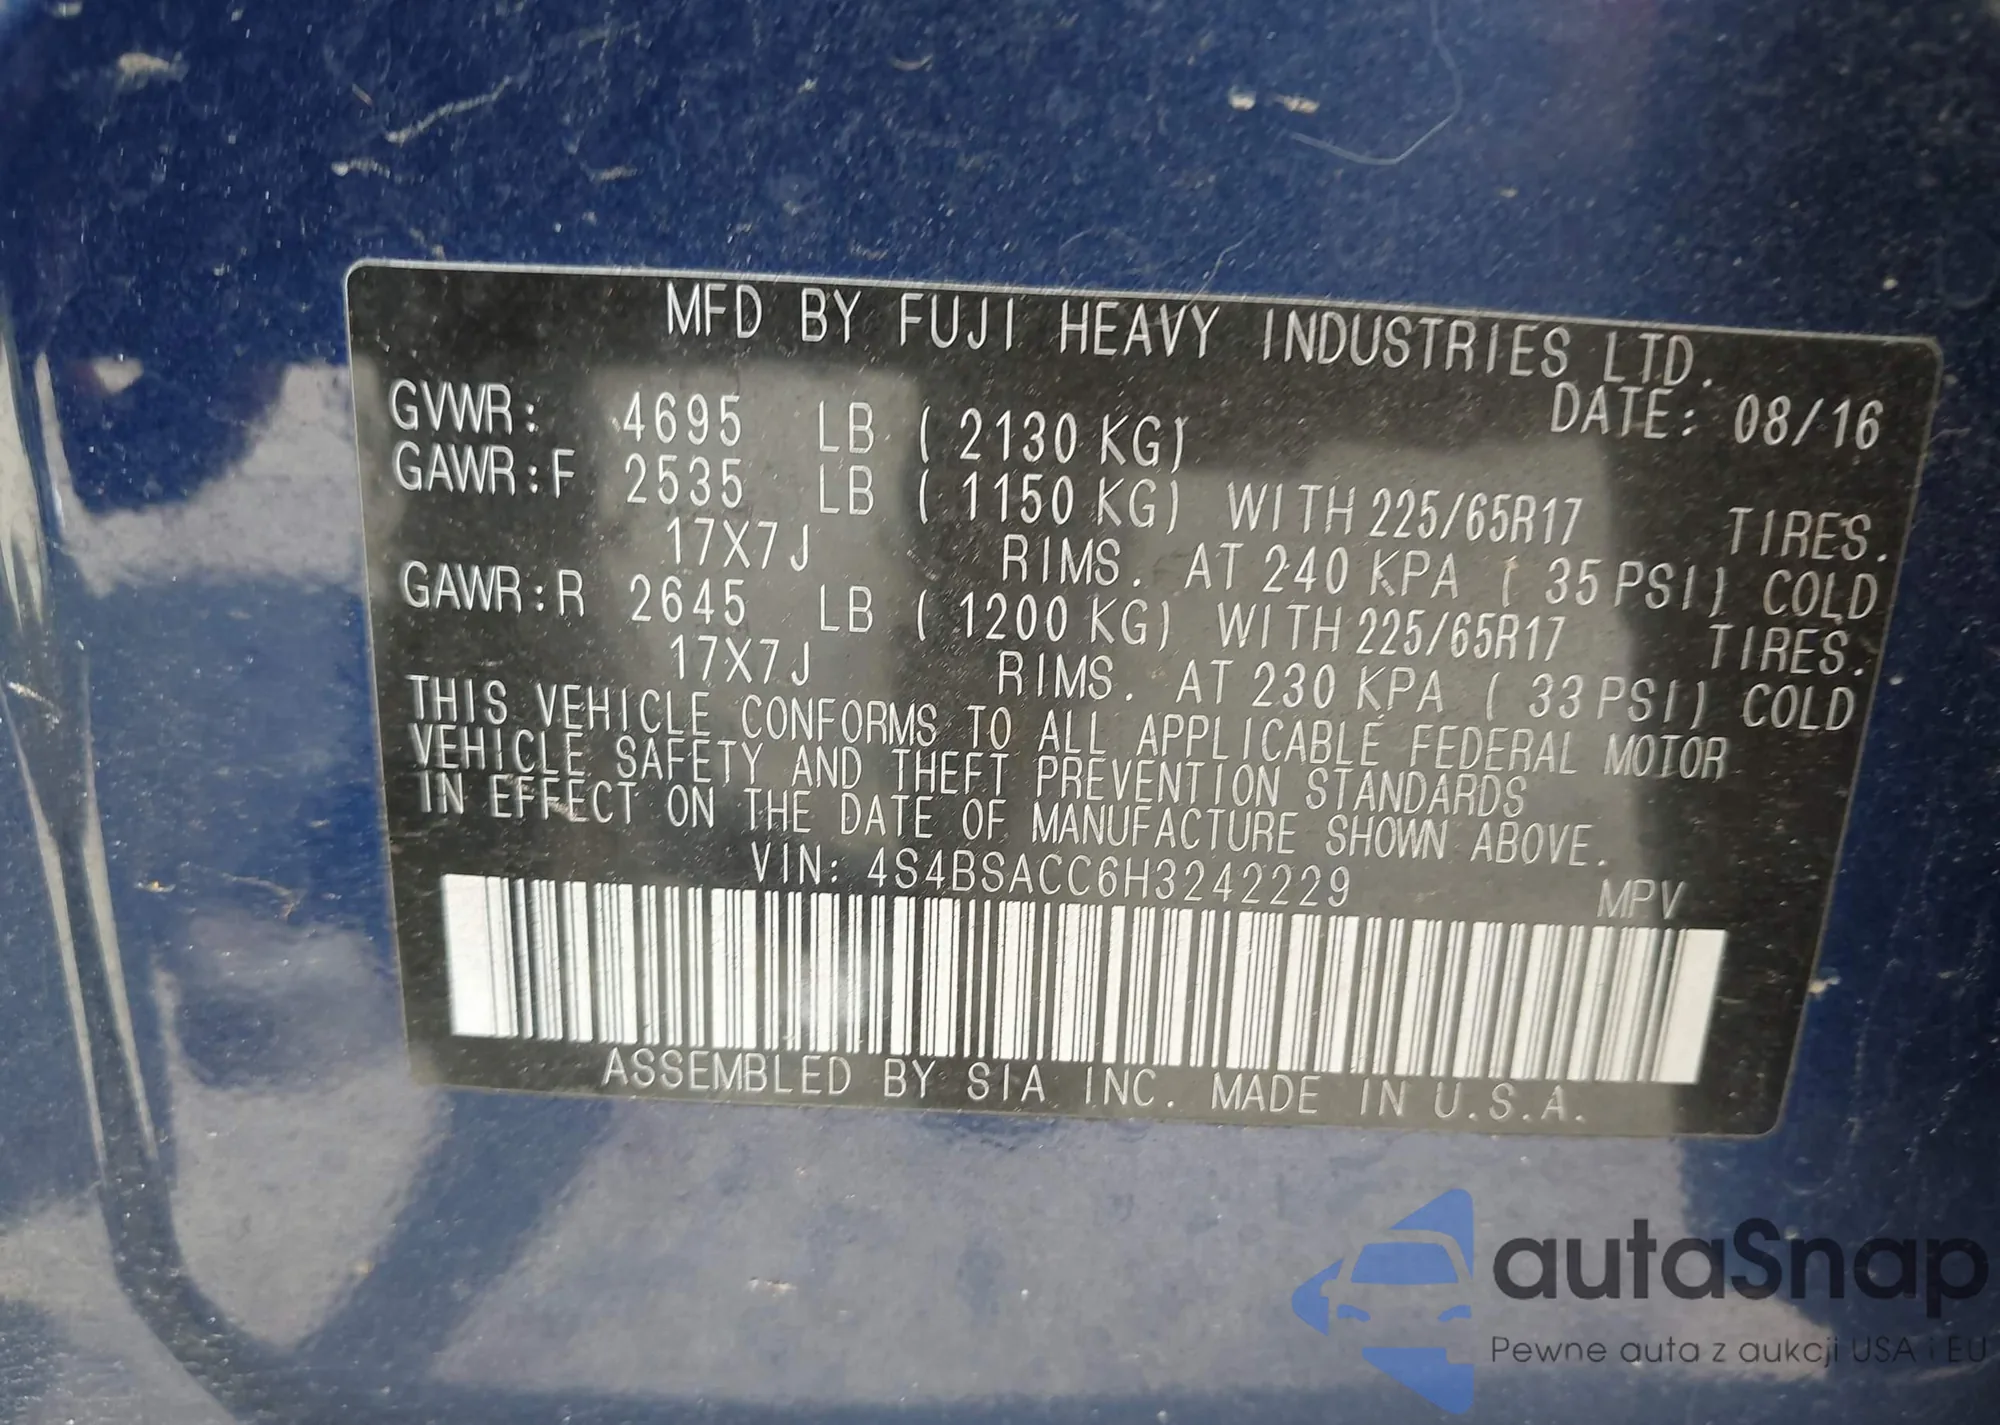 MFD BY FUJI HEAVY INDUSTRIES LTD.
DATE: 08/16
GVWR: 4695 LB ( 2130 KG)
GAWR:F 2535 LB ( 1150 KG) WITH 225/65R17 TIRES.
17X7J RIMS. AT 240 KPA ( 35 PSI) COLD
GAWR:R 2645 LB ( 1200 KG) WITH 225/65R17 TIRES.
17X7J RIMS. AT 230 KPA ( 33 PSI) COLD
THIS VEHICLE CONFORMS TO ALL APPLICABLE FEDERAL MOTOR
VEHICLE SAFETY AND THEFT PREVENTION STANDARDS
IN EFFECT ON THE DATE OF MANUFACTURE SHOWN ABOVE.
VIN: 4S4BSACC6H3242229 MPV
ASSEMBLED BY SIA INC. MADE IN U.S.A.
autaSnap
Pewne auta z aukcji USA i EU